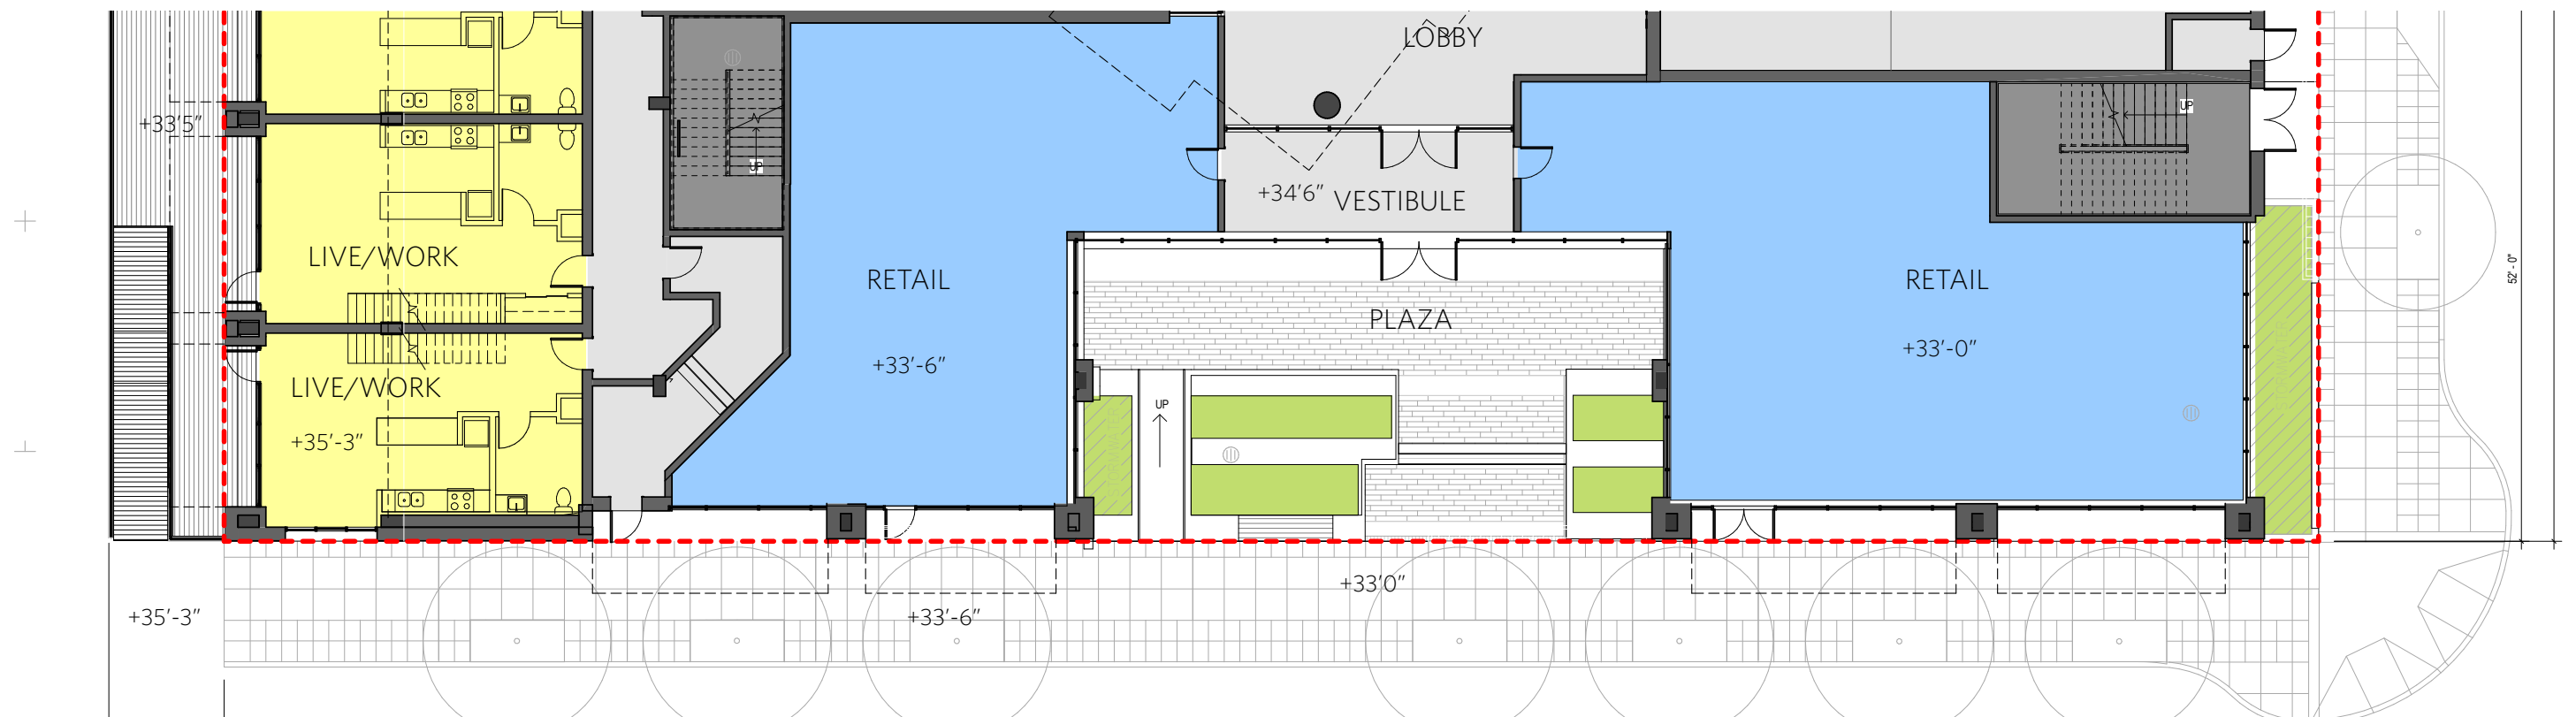 LOBBY
+33'5"
UP
UP
+34'6"
VESTIBULE
LIVE/WORK
RETAIL
RETAIL
52' - 0"
PLAZA
+33'-6"
+33'-0"
LIVE/WORK
UP
+35'-3"
+33'0"
+35'-3"
+33'-6"